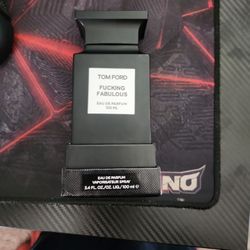 TOM FORD
FUCKING
FABULOUS
EAU DE PARFUM
100 ML
EAU DE PARFUM
VAPORISATEUR SPRAY
3.4 FL. OZ./OZ. LIQ./100 ml ℮
NO